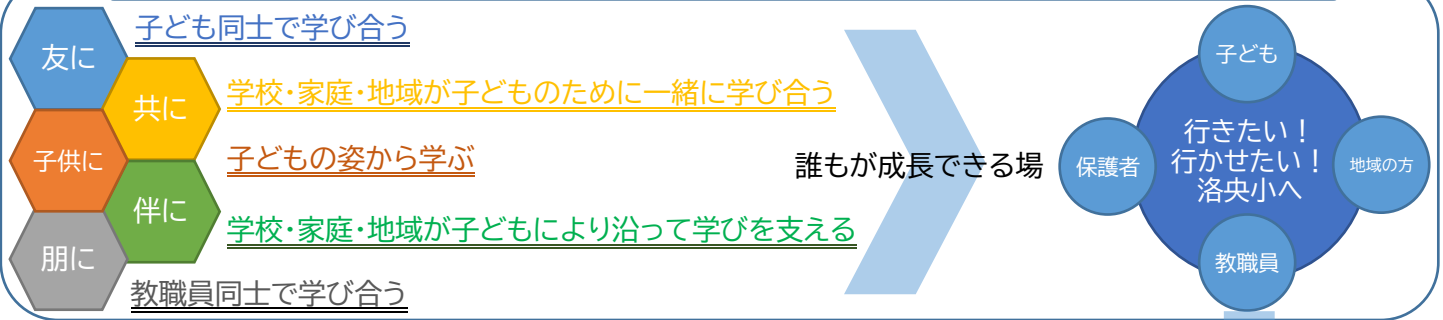 友に
子ども同士で学び合う
共に
学校・家庭・地域が子どものために一緒に学び合う
子供に
子どもの姿から学ぶ
伴に
学校・家庭・地域が子どもにより沿って学びを支える
朋に
教職員同士で学び合う
誰もが成長できる場
子ども
保護者
行きたい！
行かせたい！
洛央小へ
地域の方
教職員